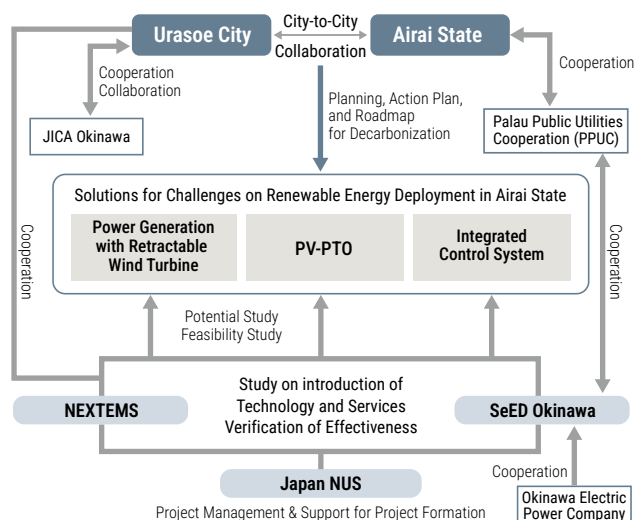 Urasoe City
City-to-City
Collaboration
Airai State
Cooperation
Collaboration
Cooperation
JICA Okinawa
Planning, Action Plan,
and Roadmap
for Decarbonization
Palau Public Utilities
Cooperation (PPUC)
Solutions for Challenges on Renewable Energy Deployment in Airai State
Power Generation
with Retractable
Wind Turbine
PV-PTO
Integrated
Control System
Cooperation
Cooperation
Potential Study
Feasibility Study
Study on introduction of
Technology and Services
Verification of Effectiveness
NEXTEMS
SeED Okinawa
Japan NUS
Cooperation
Project Management & Support for Project Formation
Okinawa Electric
Power Company